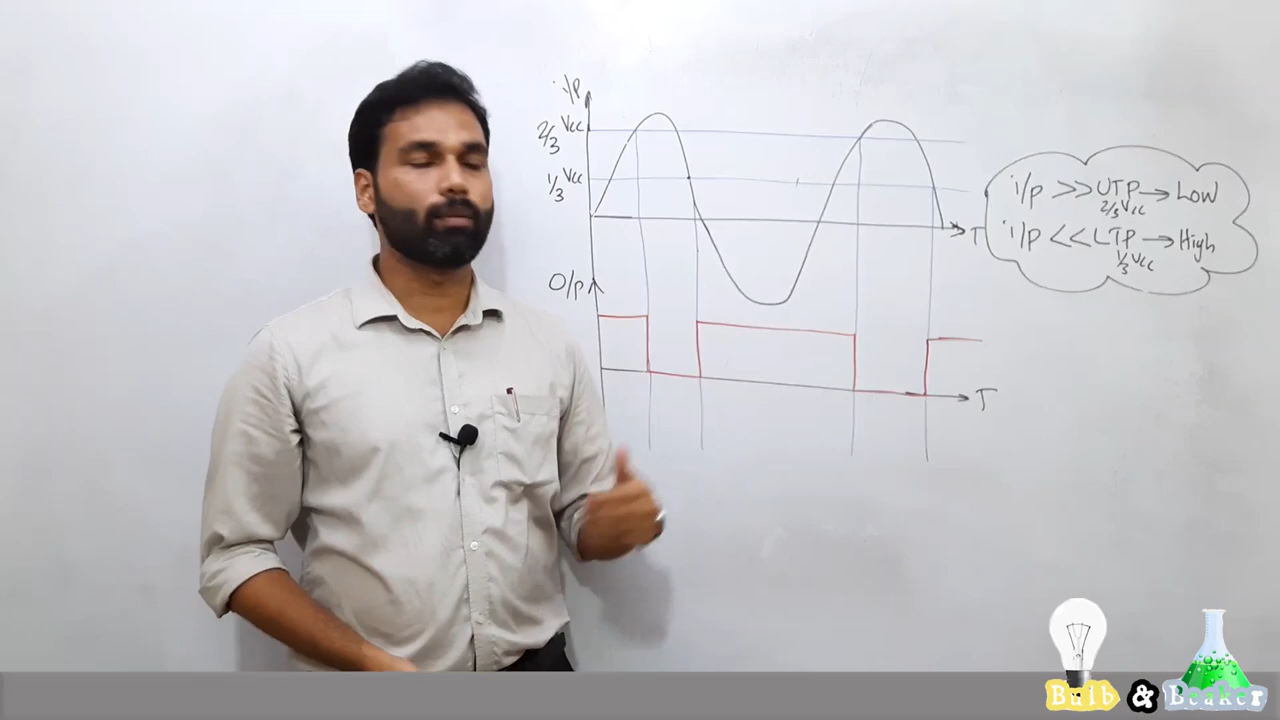 i/p
2/3 Vcc
1/3 Vcc
T
O/p
T
i/p >> UTP → Low
2/3 Vcc
i/p << LTP → High
1/3 Vcc
Bulb & Beaker